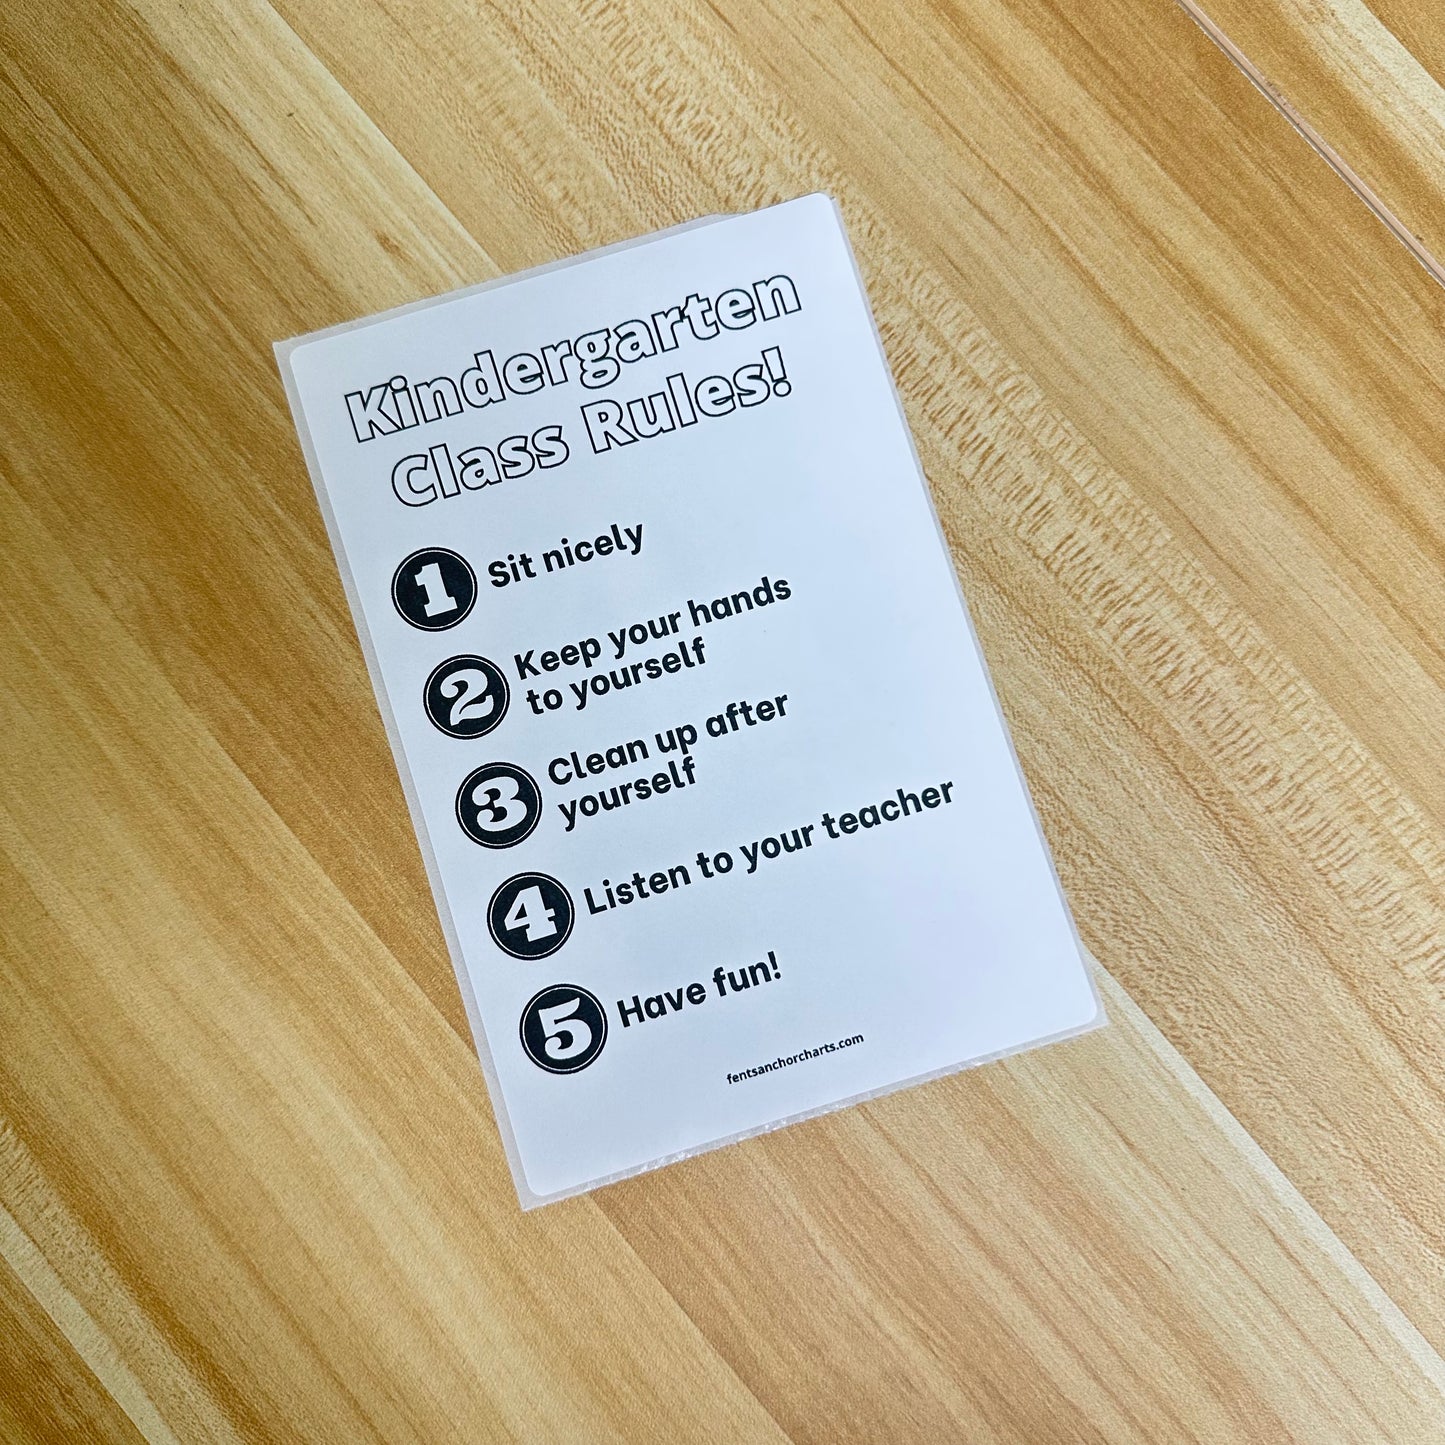 Kindergarten
Class Rules!
1 Sit nicely
2 Keep your hands
to yourself
3 Clean up after
yourself
4 Listen to your teacher
5 Have fun!
fentsanchorcharts.com